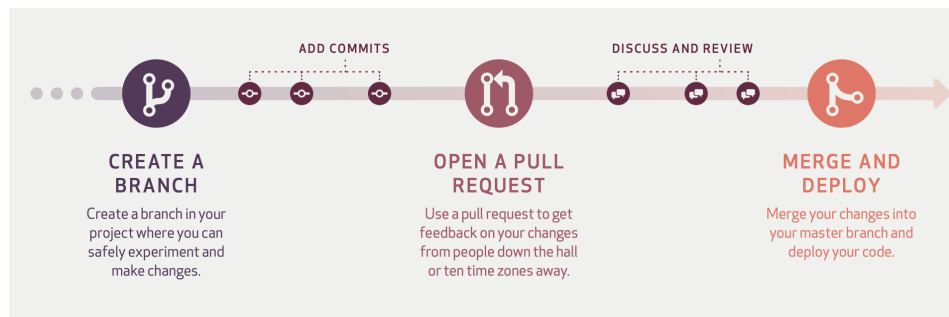 ADD COMMITS
DISCUSS AND REVIEW
CREATE A
BRANCH
Create a branch in your
project where you can
safely experiment and
make changes.
OPEN A PULL
REQUEST
Use a pull request to get
feedback on your changes
from people down the hall
or ten time zones away.
MERGE AND
DEPLOY
Merge your changes into
your master branch and
deploy your code.